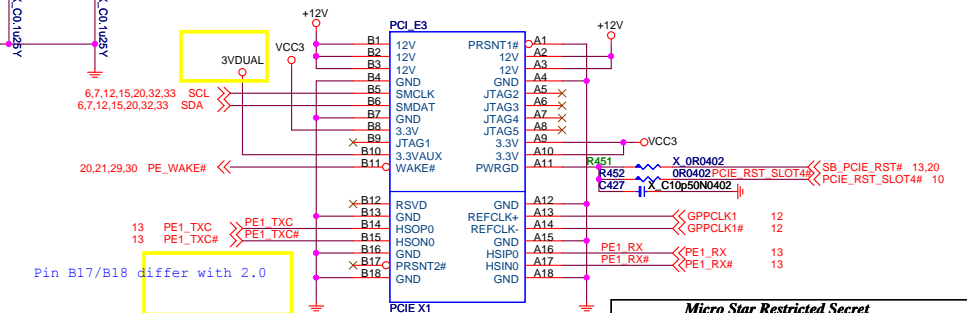 _C0.1u25Y
_C0.1u25Y
+12V
PCI_E3
+12V
3VDUAL
VCC3
B1 12V PRSNT1# A1
B2 12V 12V A2
B3 12V 12V A3
B4 GND GND A4
6,7,12,15,20,32,33 SCL B5 SMCLK JTAG2 A5
6,7,12,15,20,32,33 SDA B6 SMDAT JTAG3 A6
B7 GND JTAG4 A7
B8 3.3V JTAG5 A8
B9 JTAG1 3.3V A9 VCC3
B10 3.3VAUX 3.3V A10
20,21,29,30 PE_WAKE# B11 WAKE# PWRGD A11 R451 X_0R0402 SB_PCIE_RST# 13,20
R452 0R0402 PCIE_RST_SLOT4# PCIE_RST_SLOT4# 10
C427 X_C10p50N0402
B12 RSVD GND A12
B13 GND REFCLK+ A13 GPPCLK1 12
13 PE1_TXC PE1_TXC B14 HSOP0 REFCLK- A14 GPPCLK1# 12
13 PE1_TXC# PE1_TXC# B15 HSON0 GND A15
B16 GND HSIP0 A16 PE1_RX PE1_RX 13
B17 PRSNT2# HSIN0 A17 PE1_RX# PE1_RX# 13
Pin B17/B18 differ with 2.0
B18 GND GND A18
PCIE X1
Micro Star Restricted Secret